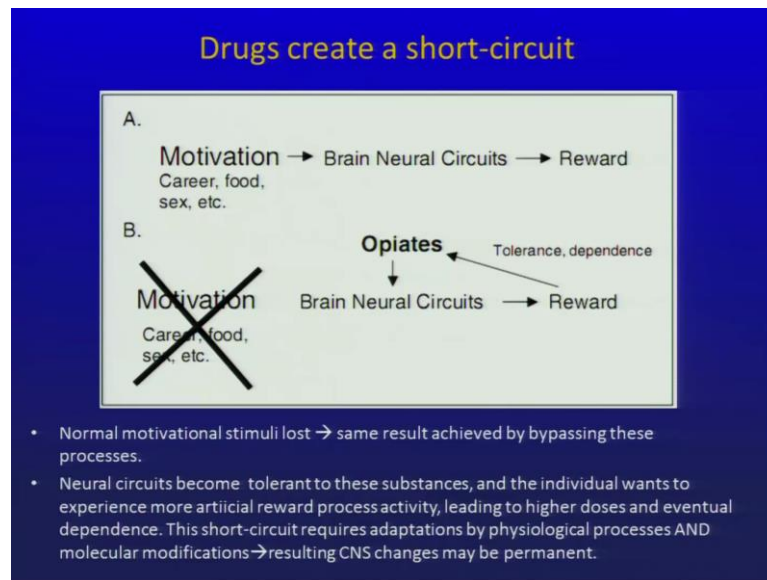 Drugs create a short-circuit
A.
Motivation → Brain Neural Circuits → Reward
Career, food,
sex, etc.
B.
Opiates
Tolerance, dependence
Motivation
Brain Neural Circuits → Reward
Career, food,
sex, etc.
• Normal motivational stimuli lost → same result achieved by bypassing these
processes.
• Neural circuits become tolerant to these substances, and the individual wants to
experience more artiicial reward process activity, leading to higher doses and eventual
dependence. This short-circuit requires adaptations by physiological processes AND
molecular modifications→resulting CNS changes may be permanent.